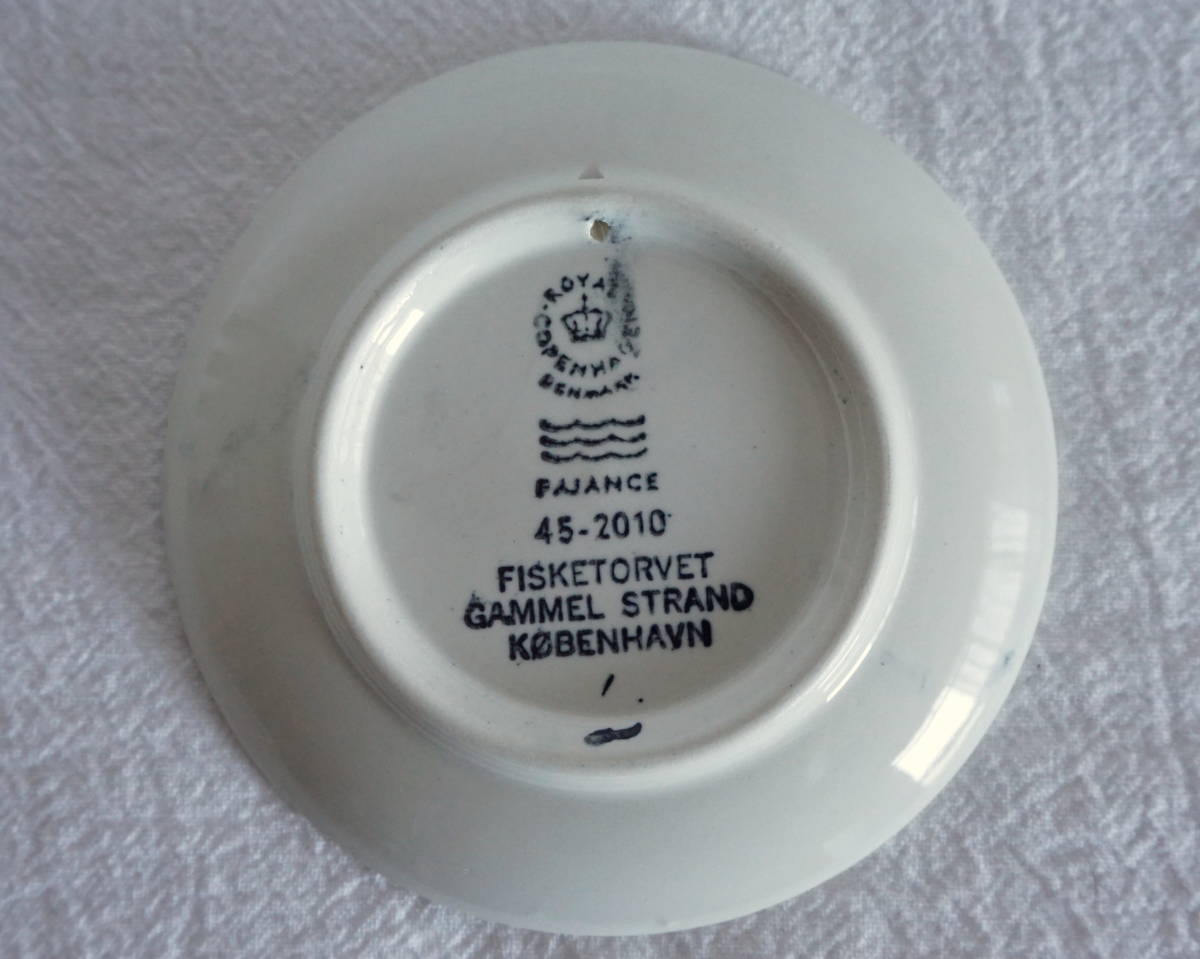 ROYAL
COPENHAGEN
DENMARK
FAJANCE
45-2010
FISKETORVET
GAMMEL STRAND
KØBENHAVN